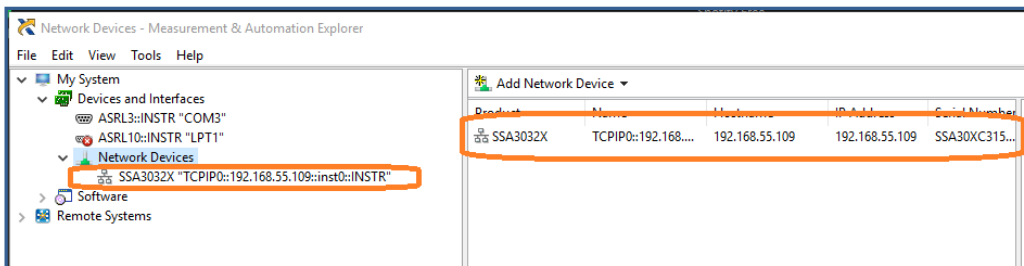 Network Devices - Measurement & Automation Explorer
File Edit View Tools Help
My System
Devices and Interfaces
ASRL3::INSTR "COM3"
ASRL10::INSTR "LPT1"
Network Devices
SSA3032X "TCPIP0::192.168.55.109::inst0::INSTR"
Software
Remote Systems
Add Network Device
Product Name Hostname IP Address Serial Number
SSA3032X TCPIP0::192.168.... 192.168.55.109 192.168.55.109 SSA30XC315...